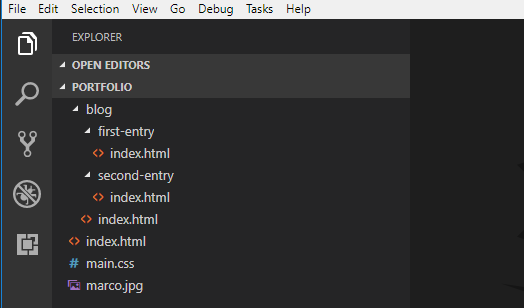 File Edit Selection View Go Debug Tasks Help
EXPLORER
OPEN EDITORS
PORTFOLIO
blog
first-entry
index.html
second-entry
index.html
index.html
index.html
main.css
marco.jpg